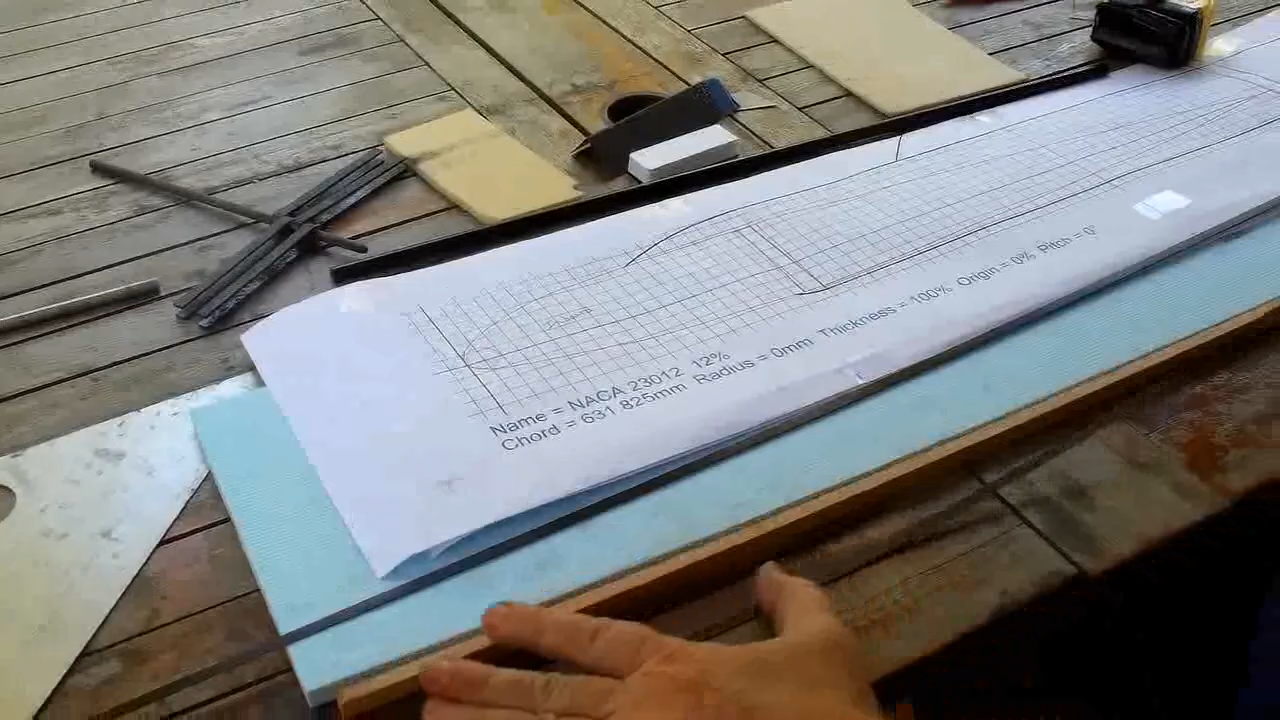 Name = NACA 23012 12%
Chord = 631.825mm Radius = 0mm Thickness = 100% Origin = 0% Pitch = 0°